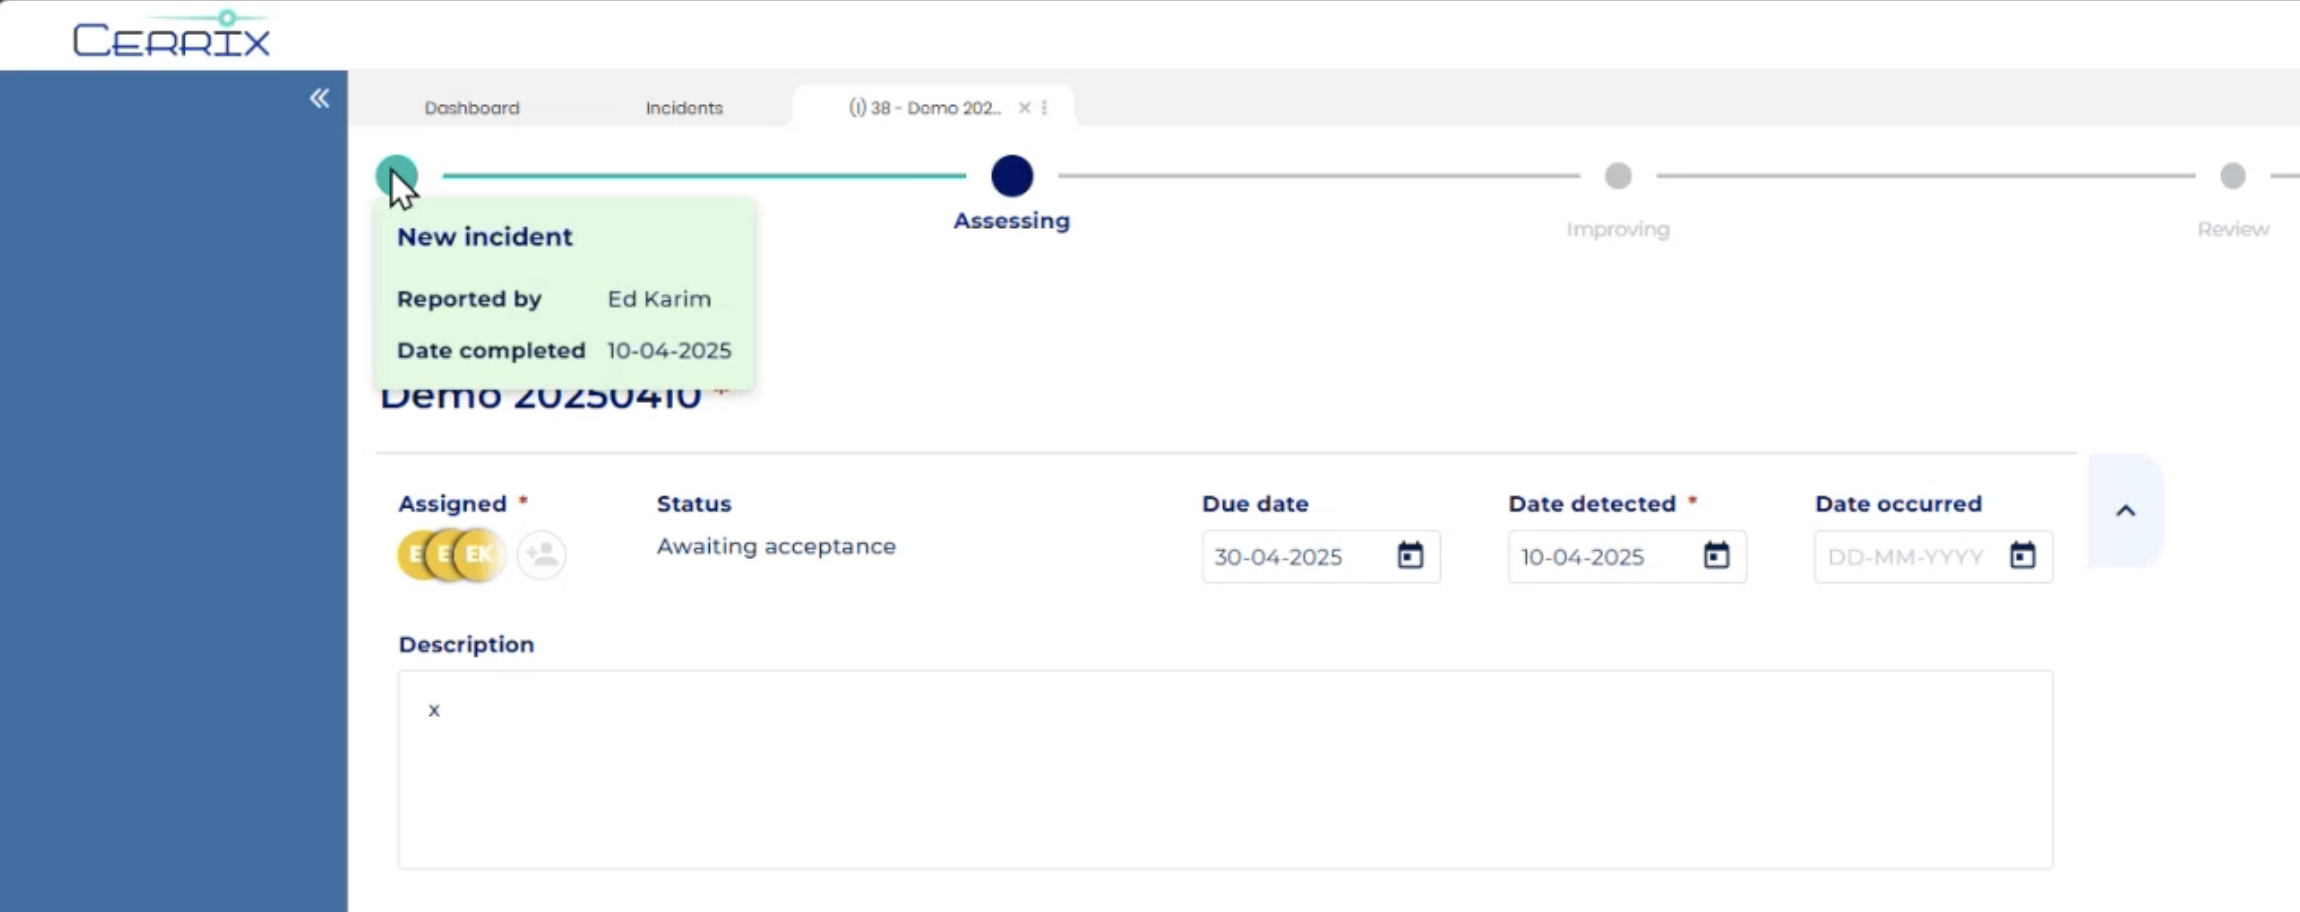 CERRIX
Dashboard
Incidents
(I) 38 - Demo 202...
Assessing
Improving
Review
New incident
Reported by Ed Karim
Date completed 10-04-2025
Demo 20250410 *
Assigned *
Status
Due date
Date detected *
Date occurred
E E EK
Awaiting acceptance
30-04-2025
10-04-2025
DD-MM-YYYY
Description
x